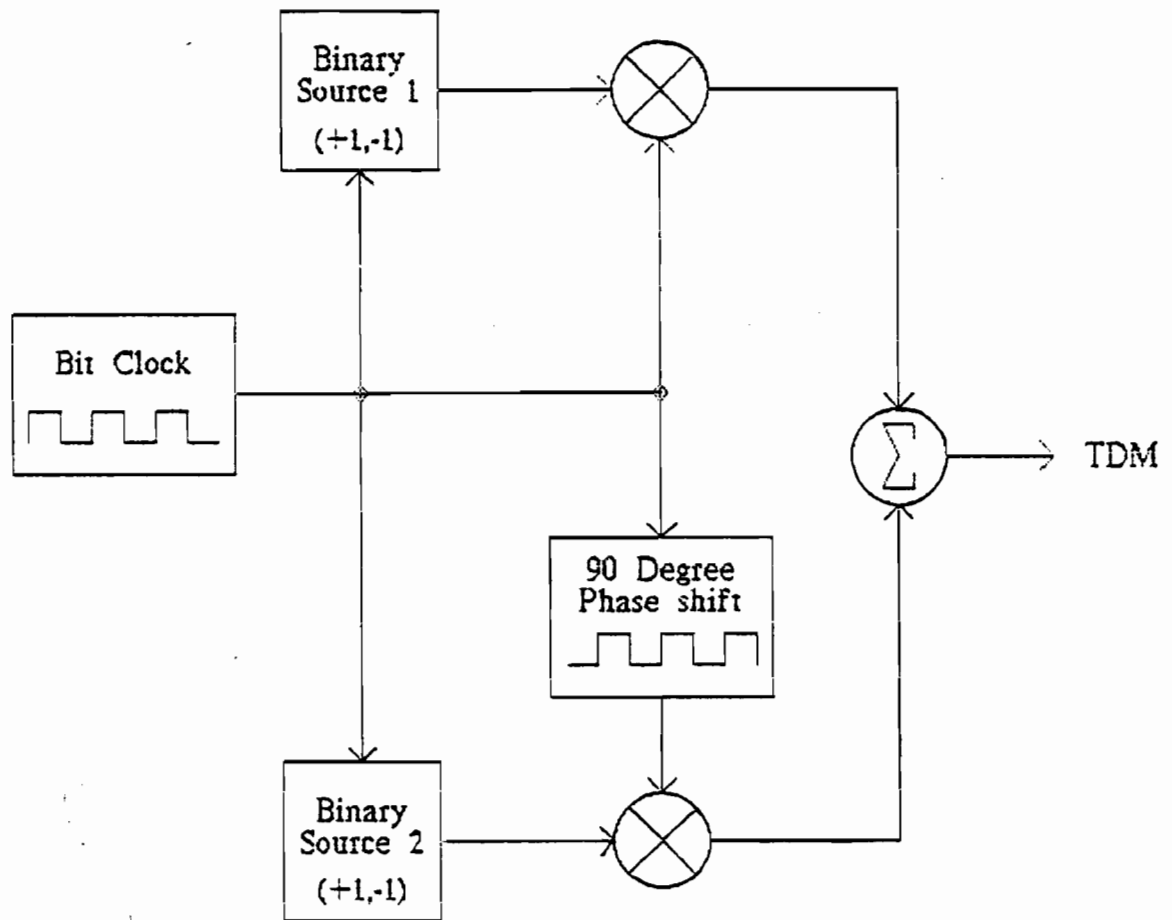 Binary
Source 1
(+1,-1)
Bit Clock
Σ
TDM
90 Degree
Phase shift
Binary
Source 2
(+1,-1)